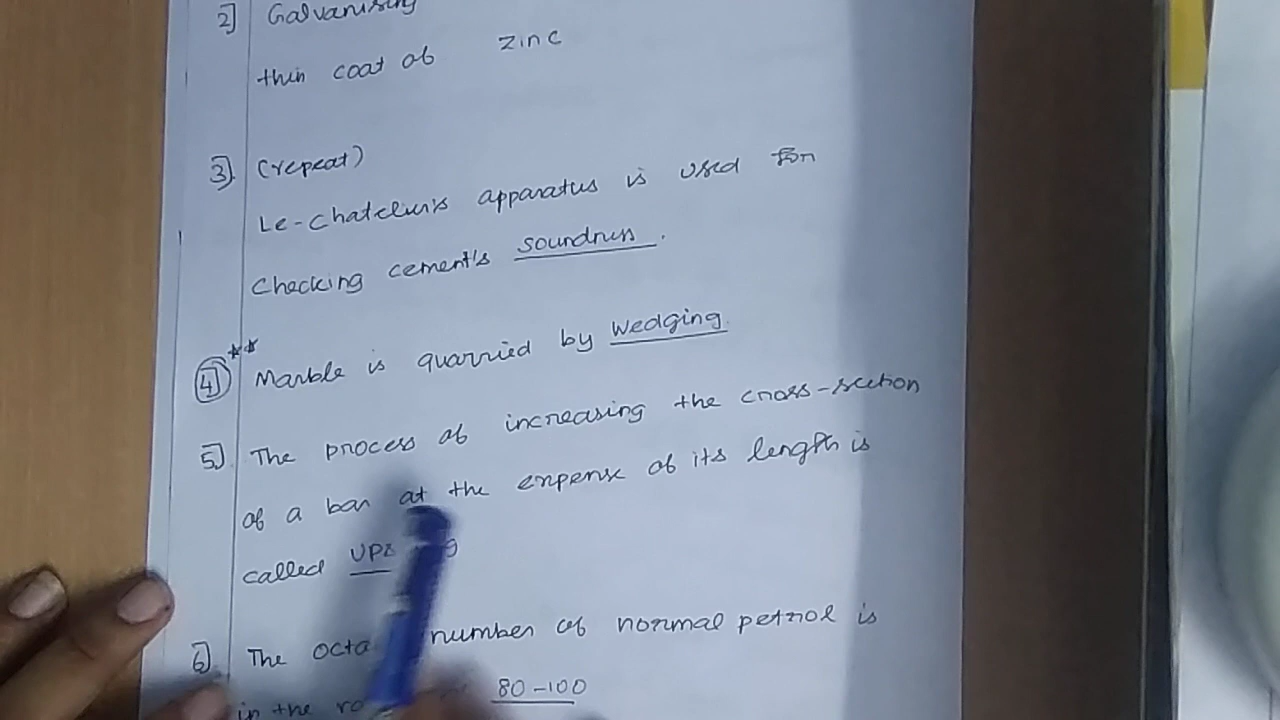 2] Galvanising
thin coat of zinc
3] (repeat)
Le-chatelier's apparatus is used for
Checking cement's soundness.
** 4] Marble is quarried by Wedging.
5] The process of increasing the cross-section
of a bar at the expense of its length is
called
6] The number of normal petrol is
in the 80-100